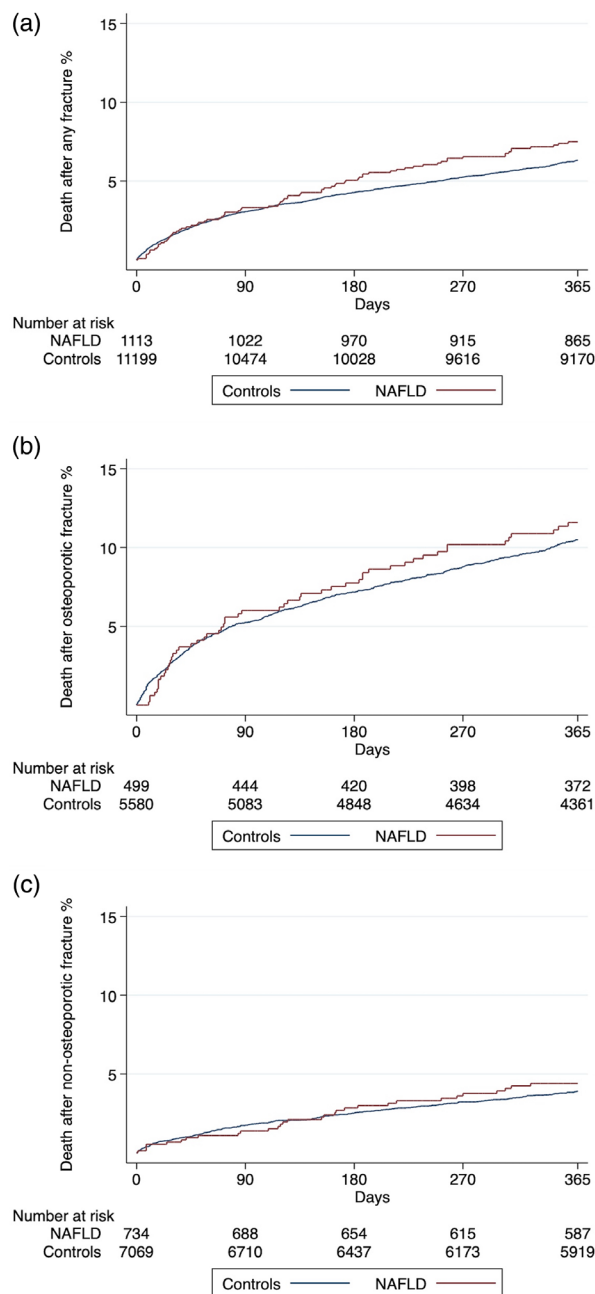 (a)
Death after any fracture %
15
10
5
0 90 180 270 365
Days
Number at risk
NAFLD 1113 1022 970 915 865
Controls 11199 10474 10028 9616 9170
Controls NAFLD
(b)
Death after osteoporotic fracture %
15
10
5
0 90 180 270 365
Days
Number at risk
NAFLD 499 444 420 398 372
Controls 5580 5083 4848 4634 4361
Controls NAFLD
(c)
Death after non-osteoporotic fracture %
15
10
5
0 90 180 270 365
Days
Number at risk
NAFLD 734 688 654 615 587
Controls 7069 6710 6437 6173 5919
Controls NAFLD